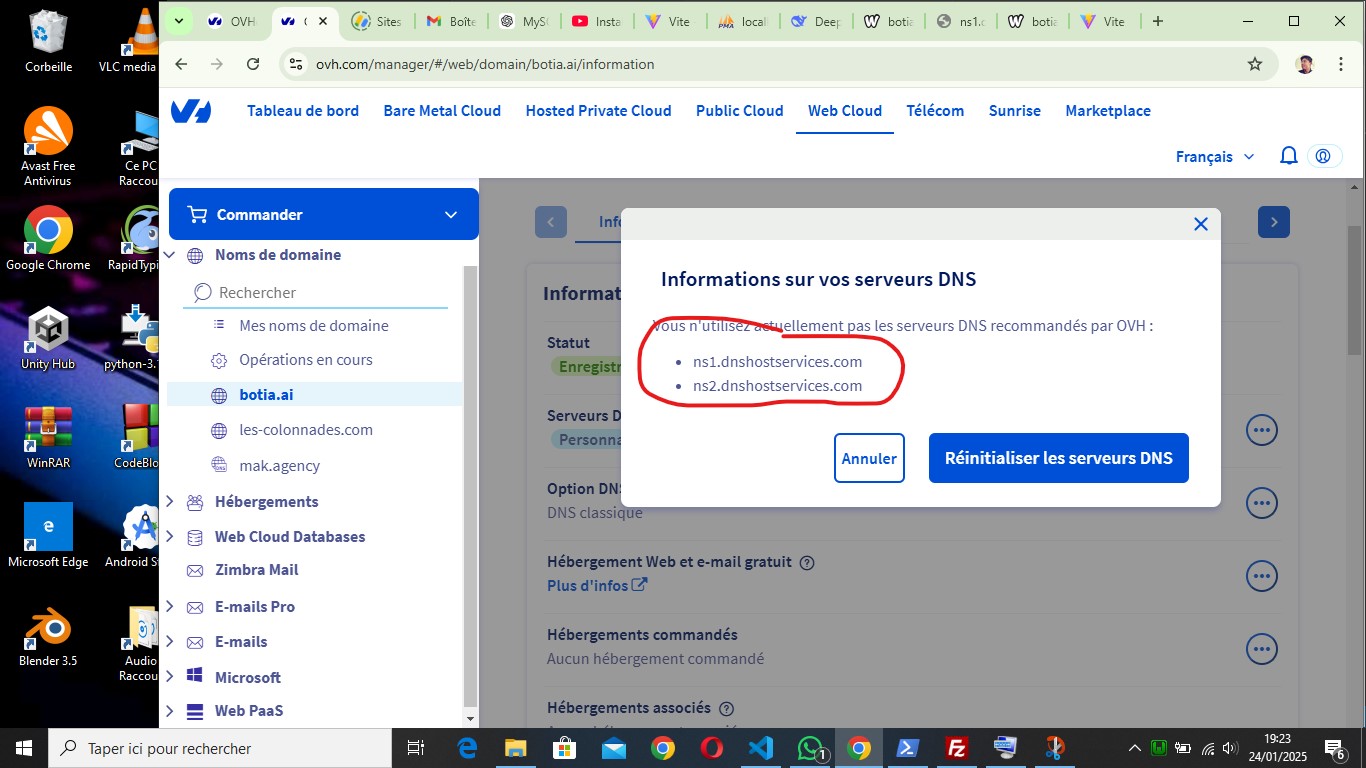 Corbeille
VLC media
Avast Free
Antivirus
Ce PC
Raccou
Google Chrome
RapidTypi
Unity Hub
python-3.
WinRAR
CodeBlo
Microsoft Edge
Android St
Blender 3.5
Audio
Raccou
OVH
Sites
Boîte
MySC
Insta
Vite
local
Deep
botia
ns1.c
botia
Vite
ovh.com/manager/#/web/domain/botia.ai/information
Tableau de bord
Bare Metal Cloud
Hosted Private Cloud
Public Cloud
Web Cloud
Télécom
Sunrise
Marketplace
Français
Commander
Noms de domaine
Rechercher
Mes noms de domaine
Opérations en cours
botia.ai
les-colonnades.com
mak.agency
Hébergements
Web Cloud Databases
Zimbra Mail
E-mails Pro
E-mails
Microsoft
Web PaaS
Info
Informat
Statut
Enregistr
Serveurs D
Personna
Option DN
DNS classique
Hébergement Web et e-mail gratuit
Plus d'infos
Hébergements commandés
Aucun hébergement commandé
Hébergements associés
Informations sur vos serveurs DNS
Vous n'utilisez actuellement pas les serveurs DNS recommandés par OVH :
• ns1.dnshostservices.com
• ns2.dnshostservices.com
Annuler
Réinitialiser les serveurs DNS
Taper ici pour rechercher
1
19:23
24/01/2025
6